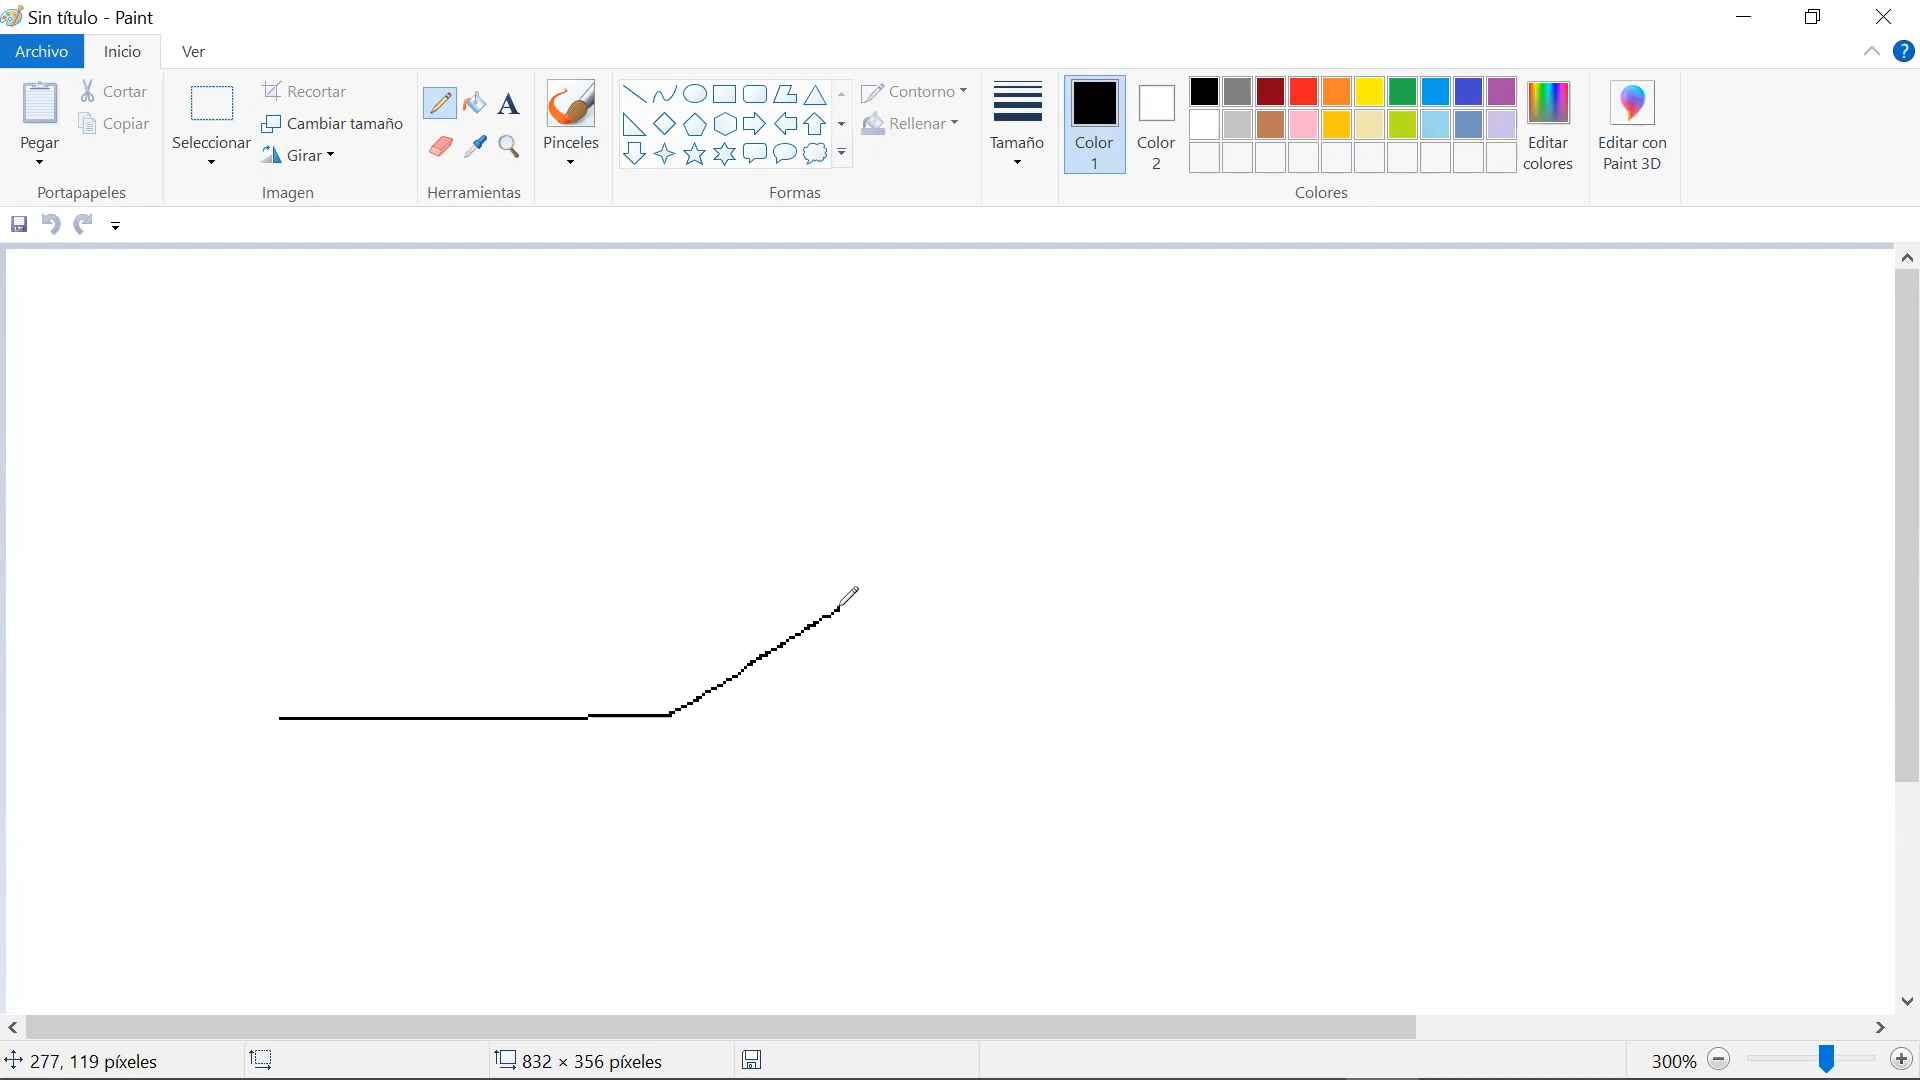 Sin título - Paint
Archivo Inicio Ver ?
Pegar Cortar Copiar
Seleccionar Recortar Cambiar tamaño Girar
A
Pinceles
Contorno Rellenar
Tamaño
Color 1
Color 2
Editar colores
Editar con Paint 3D
Portapapeles Imagen Herramientas Formas Colores
277, 119 píxeles 832 × 356 píxeles 300%